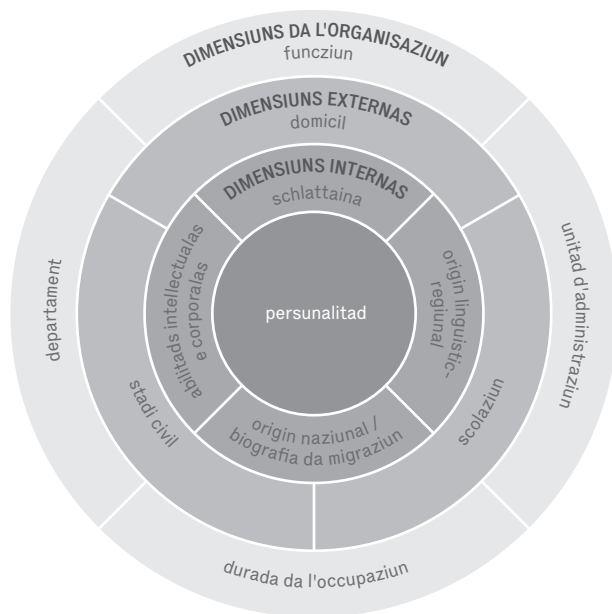 DIMENSIUNS DA L'ORGANISAZIUN
funcziun
DIMENSIUNS EXTERNAS
domicil
DIMENSIUNS INTERNAS
schlattaina
abilitads intellectualas
e corporalas
origin linguistic-
regiunal
persunalitad
departament
unitad d'administraziun
stadi civil
scolaziun
origin naziunal /
biografia da migraziun
durada da l'occupaziun